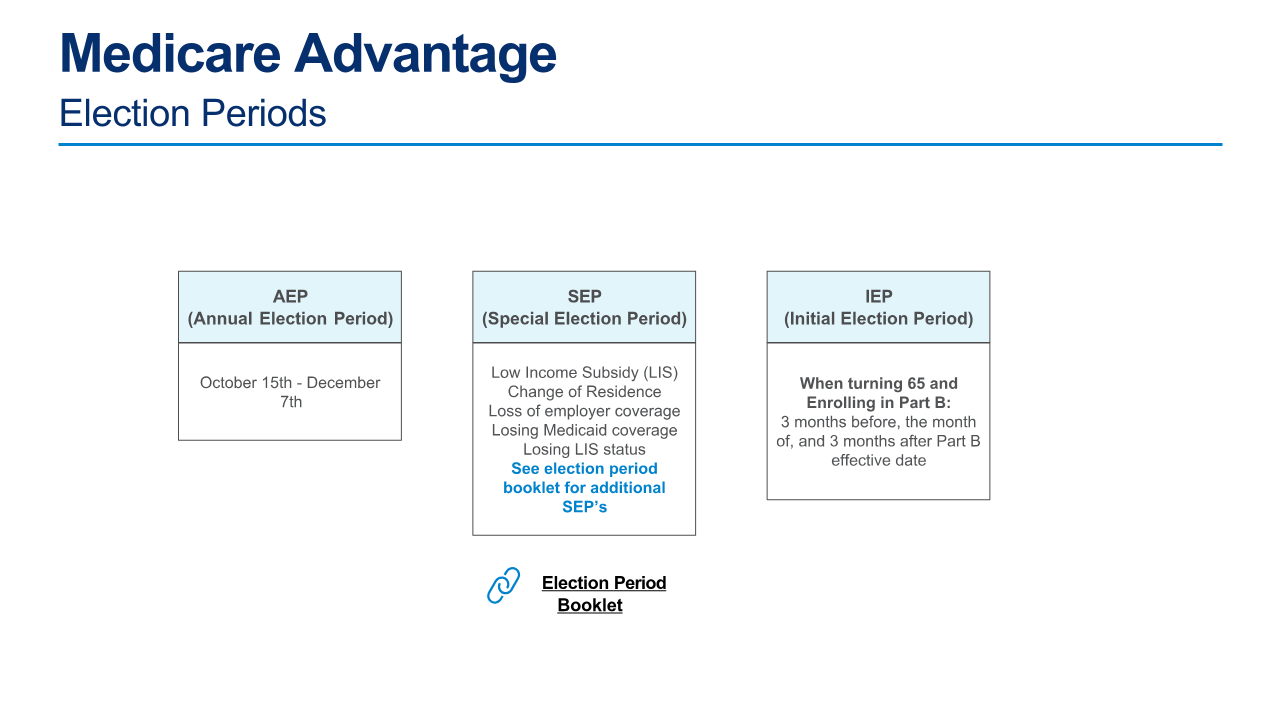 Medicare Advantage
Election Periods
AEP
(Annual Election Period)
October 15th - December
7th
SEP
(Special Election Period)
Low Income Subsidy (LIS)
Change of Residence
Loss of employer coverage
Losing Medicaid coverage
Losing LIS status
See election period
booklet for additional
SEP’s
IEP
(Initial Election Period)
When turning 65 and
Enrolling in Part B:
3 months before, the month
of, and 3 months after Part B
effective date
Election Period
Booklet